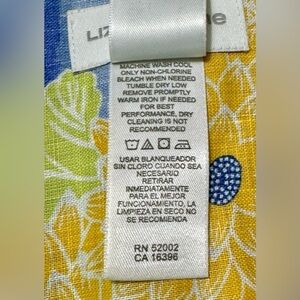 LIZ ne
MACHINE WASH COOL
ONLY NON-CHLORINE
BLEACH WHEN NEEDED
TUMBLE DRY LOW
REMOVE PROMPTLY
WARM IRON IF NEEDED
FOR BEST
PERFORMANCE, DRY
CLEANING IS NOT
RECOMMENDED
USAR BLANQUEADOR
SIN CLORO CUANDO SEA
NECESARIO
RETIRAR
INMEDIATAMENTE
PARA MEJOR
FUNCIONAMIENTO, LA
LIMPIEZA EN SECO NO
SE RECOMIENDA
RN 52002
CA 16396